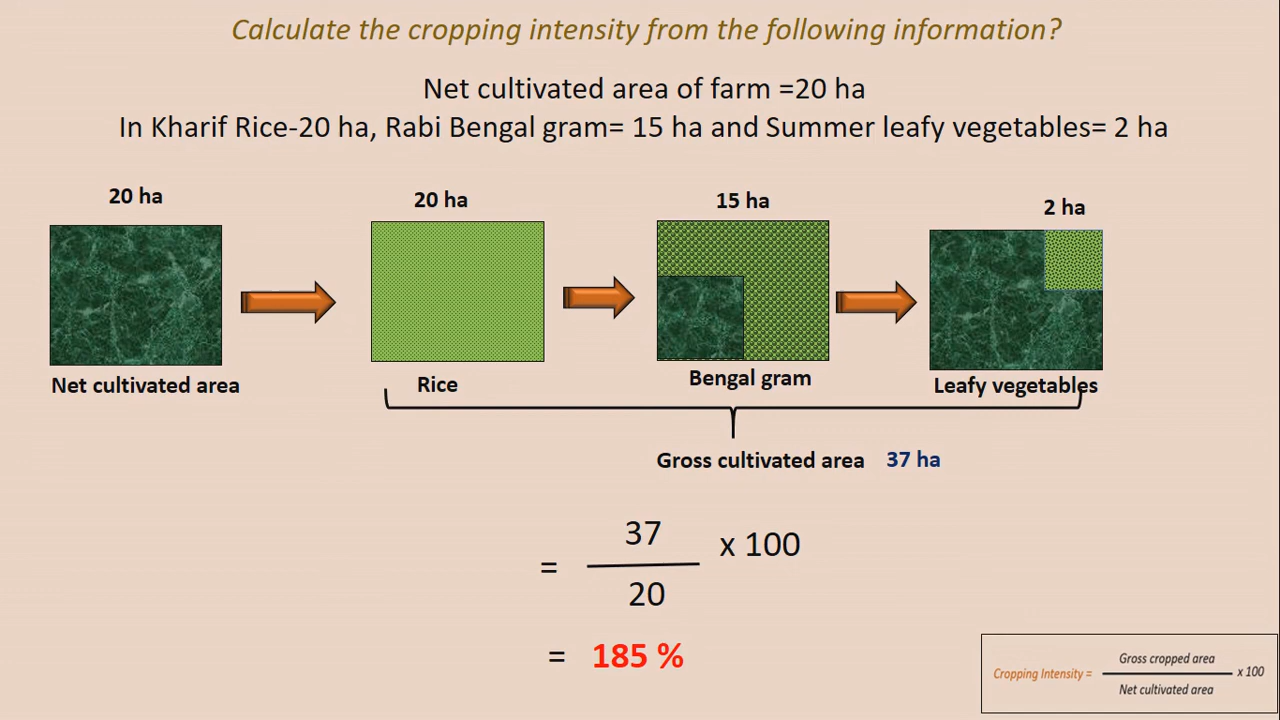 Calculate the cropping intensity from the following information?
Net cultivated area of farm =20 ha
In Kharif Rice-20 ha, Rabi Bengal gram= 15 ha and Summer leafy vegetables= 2 ha
20 ha
20 ha
15 ha
2 ha
Net cultivated area
Rice
Bengal gram
Leafy vegetables
Gross cultivated area 37 ha
37
= x 100
20
= 185 %
Gross cropped area
Cropping Intensity = x 100
Net cultivated area